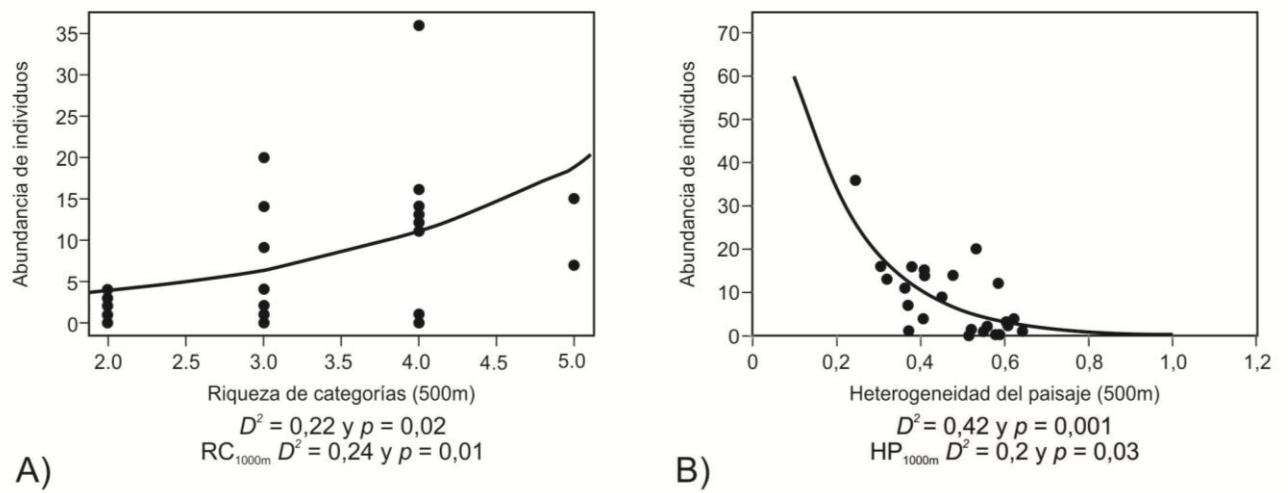 Abundancia de individuos
35
30
25
20
15
10
5
0
2.0 2.5 3.0 3.5 4.0 4.5 5.0
Riqueza de categorías (500m)
D² = 0,22 y p = 0,02
RC1000m D² = 0,24 y p = 0,01
A)
Abundancia de individuos
70
60
50
40
30
20
10
0
0 0,2 0,4 0,6 0,8 1,0 1,2
Heterogeneidad del paisaje (500m)
D² = 0,42 y p = 0,001
HP1000m D² = 0,2 y p = 0,03
B)